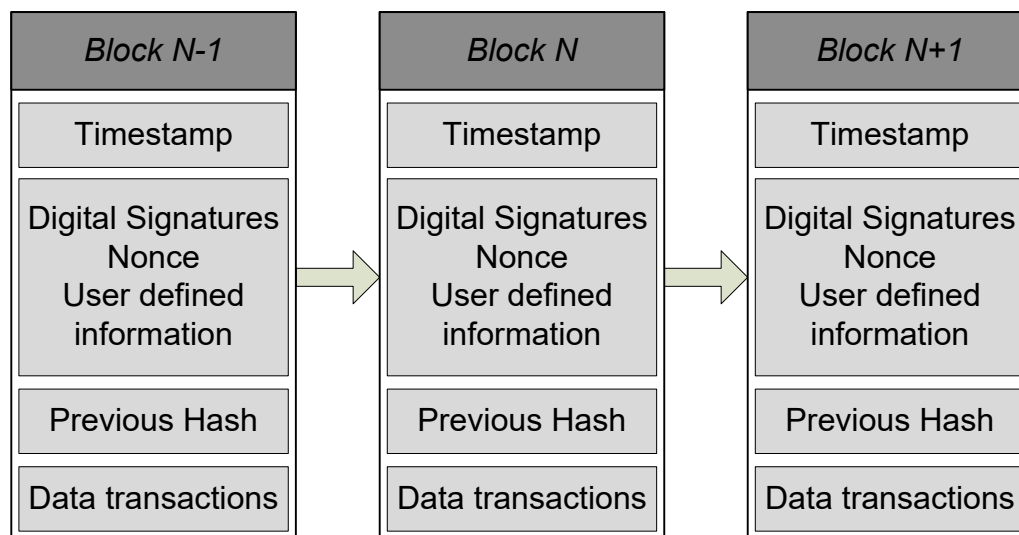 Block N-1
Timestamp
Digital Signatures
Nonce
User defined
information
Previous Hash
Data transactions
Block N
Timestamp
Digital Signatures
Nonce
User defined
information
Previous Hash
Data transactions
Block N+1
Timestamp
Digital Signatures
Nonce
User defined
information
Previous Hash
Data transactions